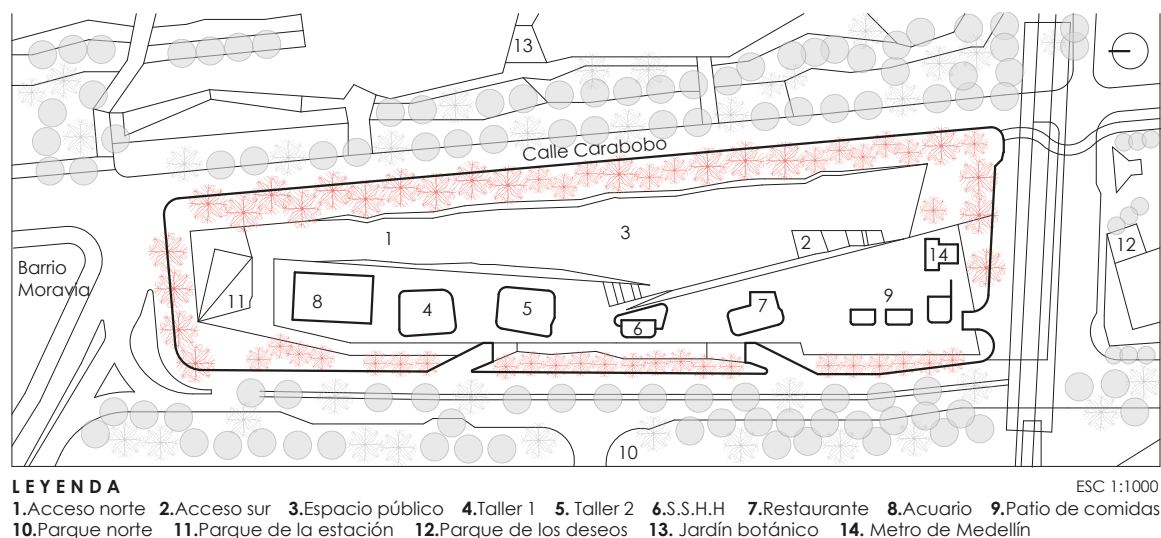 13
Calle Carabobo
1
3
2
12
14
Barrio
Moravia
11
8
4
5
6
7
9
10
LEYENDA
ESC 1:1000
1.Acceso norte 2.Acceso sur 3.Espacio público 4.Taller 1 5. Taller 2 6.S.S.H.H 7.Restaurante 8.Acuario 9.Patio de comidas
10.Parque norte 11.Parque de la estación 12.Parque de los deseos 13. Jardín botánico 14. Metro de Medellín